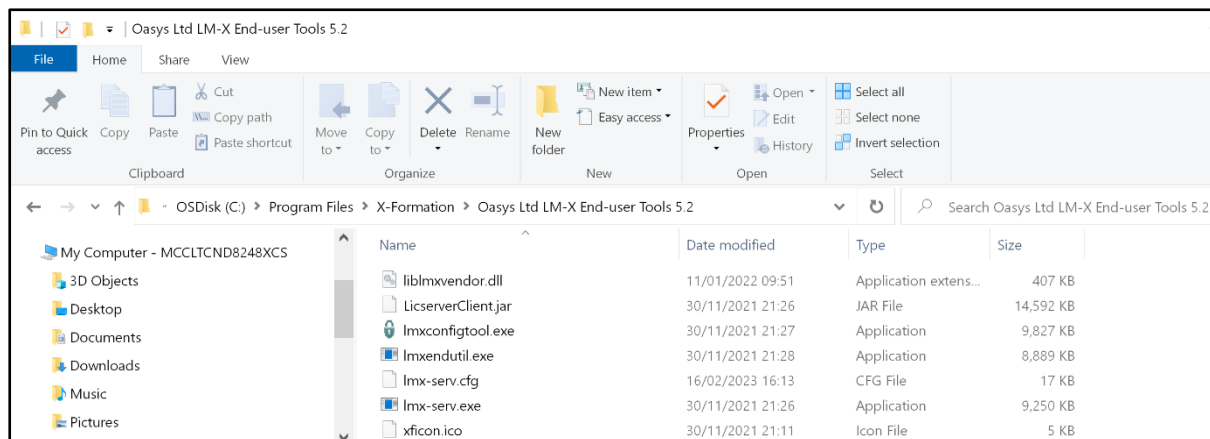 Oasys Ltd LM-X End-user Tools 5.2
File Home Share View
Pin to Quick access
Copy
Paste
Cut
Copy path
Paste shortcut
Clipboard
Move to
Copy to
Delete
Rename
Organize
New folder
New item
Easy access
New
Properties
Open
Edit
History
Open
Select all
Select none
Invert selection
Select
OSDisk (C:) > Program Files > X-Formation > Oasys Ltd LM-X End-user Tools 5.2
Search Oasys Ltd LM-X End-user Tools 5.2
My Computer - MCCLTCND8248XCS
3D Objects
Desktop
Documents
Downloads
Music
Pictures
Name Date modified Type Size
liblmxvendor.dll 11/01/2022 09:51 Application extens... 407 KB
LicserverClient.jar 30/11/2021 21:26 JAR File 14,592 KB
lmxconfigtool.exe 30/11/2021 21:27 Application 9,827 KB
lmxendutil.exe 30/11/2021 21:28 Application 8,889 KB
lmx-serv.cfg 16/02/2023 16:13 CFG File 17 KB
lmx-serv.exe 30/11/2021 21:26 Application 9,250 KB
xficon.ico 30/11/2021 21:11 Icon File 5 KB